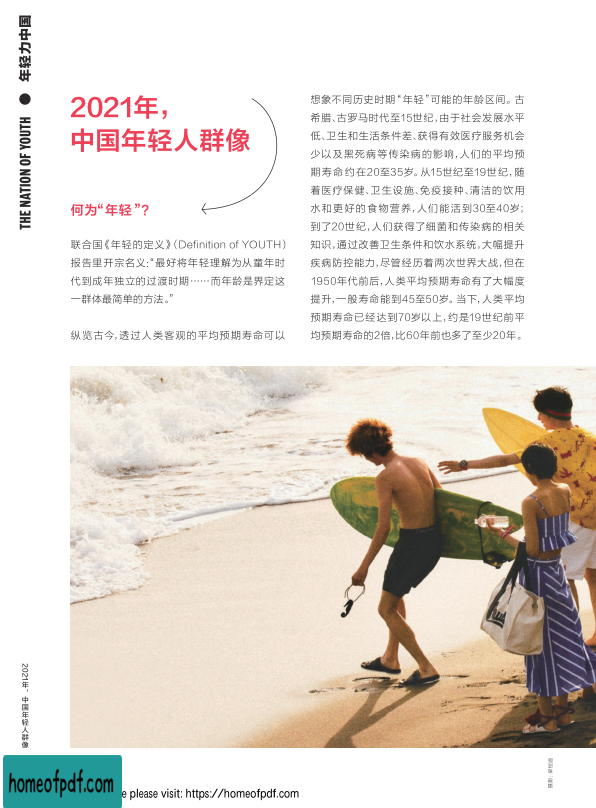 年轻力中国
THE NATION OF YOUTH
2021年，
中国年轻人群像
何为“年轻”？
联合国《年轻的定义》（Definition of YOUTH）
报告里开宗名义：“最好将年轻理解为从童年时
代到成年独立的过渡时期……而年龄是界定这
一群体最简单的方法。”
纵览古今，透过人类客观的平均预期寿命可以
想象不同历史时期“年轻”可能的年龄区间。古
希腊、古罗马时代至15世纪，由于社会发展水平
低、卫生和生活条件差、获得有效医疗服务机会
少以及黑死病等传染病的影响，人们的平均预
期寿命约在20至35岁。从15世纪至19世纪，随
着医疗保健、卫生设施、免疫接种、清洁的饮用
水和更好的食物营养，人们能活到30至40岁；
到了20世纪，人们获得了细菌和传染病的相关
知识，通过改善卫生条件和饮水系统，大幅提升
疾病防控能力，尽管经历着两次世界大战，但在
1950年代前后，人类平均预期寿命有了大幅度
提升，一般寿命能到45至50岁。当下，人类平均
预期寿命已经达到70岁以上，约是19世纪前平
均预期寿命的2倍，比60年前也多了至少20年。
2021年，中国年轻人群像
homeofpdf.com
e please visit: https://homeofpdf.com